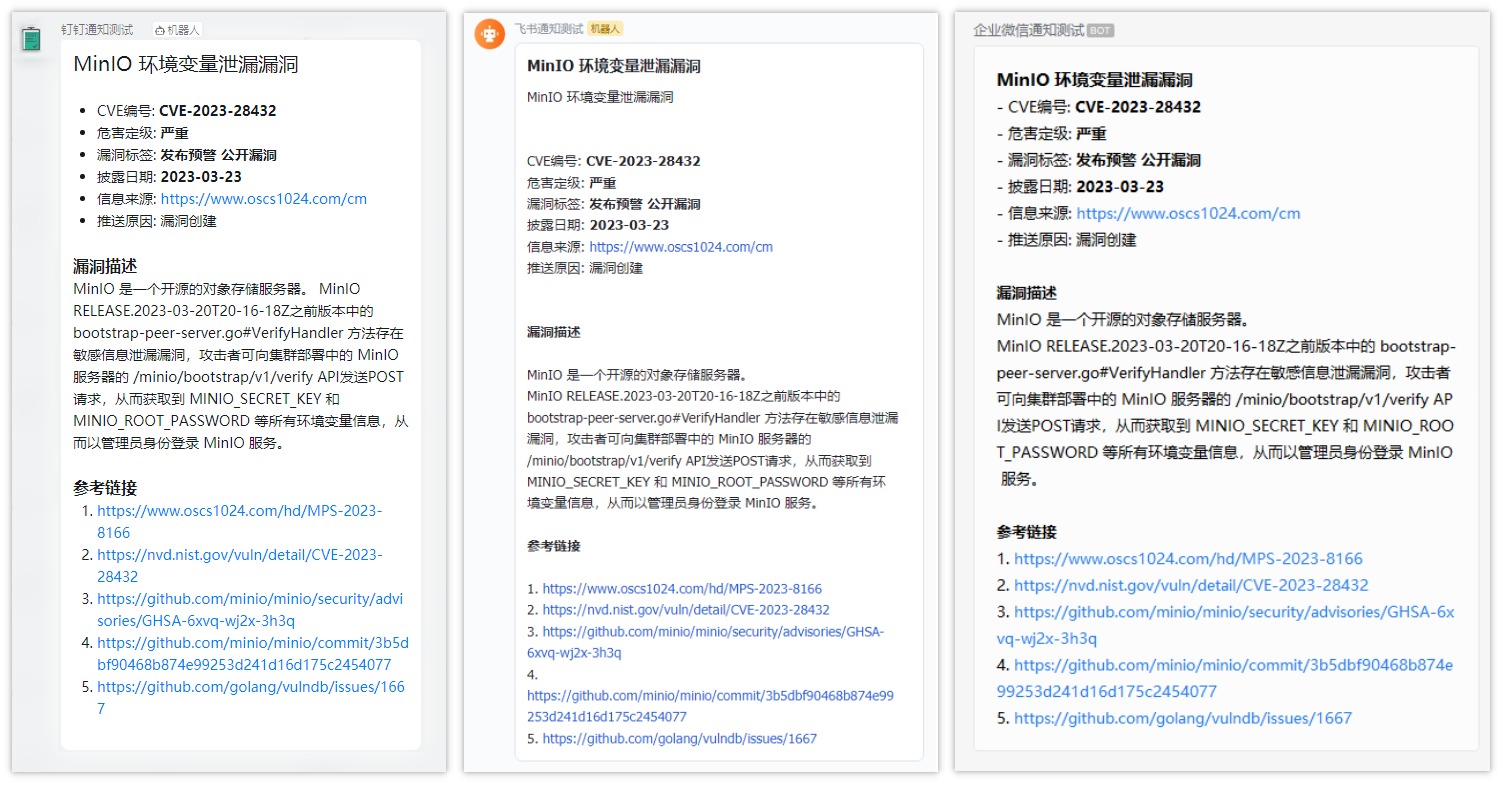 钉钉通知测试 机器人
MinIO 环境变量泄漏漏洞
• CVE编号: CVE-2023-28432
• 危害定级: 严重
• 漏洞标签: 发布预警 公开漏洞
• 披露日期: 2023-03-23
• 信息来源: https://www.oscs1024.com/cm
• 推送原因: 漏洞创建
漏洞描述
MinIO 是一个开源的对象存储服务器。 MinIO
RELEASE.2023-03-20T20-16-18Z之前版本中的
bootstrap-peer-server.go#VerifyHandler 方法存在
敏感信息泄漏漏洞，攻击者可向集群部署中的 MinIO
服务器的 /minio/bootstrap/v1/verify API发送POST
请求，从而获取到 MINIO_SECRET_KEY 和
MINIO_ROOT_PASSWORD 等所有环境变量信息，从
而以管理员身份登录 MinIO 服务。
参考链接
1. https://www.oscs1024.com/hd/MPS-2023-
8166
2. https://nvd.nist.gov/vuln/detail/CVE-2023-
28432
3. https://github.com/minio/minio/security/advi
sories/GHSA-6xvq-wj2x-3h3q
4. https://github.com/minio/minio/commit/3b5d
bf90468b874e99253d241d16d175c2454077
5. https://github.com/golang/vulndb/issues/166
7
飞书通知测试 机器人
MinIO 环境变量泄漏漏洞
MinIO 环境变量泄漏漏洞
CVE编号: CVE-2023-28432
危害定级: 严重
漏洞标签: 发布预警 公开漏洞
披露日期: 2023-03-23
信息来源: https://www.oscs1024.com/cm
推送原因: 漏洞创建
漏洞描述
MinIO 是一个开源的对象存储服务器。
MinIO RELEASE.2023-03-20T20-16-18Z之前版本中的
bootstrap-peer-server.go#VerifyHandler 方法存在敏感信息泄漏
漏洞，攻击者可向集群部署中的 MinIO 服务器的
/minio/bootstrap/v1/verify API发送POST请求，从而获取到
MINIO_SECRET_KEY 和 MINIO_ROOT_PASSWORD 等所有环
境变量信息，从而以管理员身份登录 MinIO 服务。
参考链接
1. https://www.oscs1024.com/hd/MPS-2023-8166
2. https://nvd.nist.gov/vuln/detail/CVE-2023-28432
3. https://github.com/minio/minio/security/advisories/GHSA-
6xvq-wj2x-3h3q
4.
https://github.com/minio/minio/commit/3b5dbf90468b874e99
253d241d16d175c2454077
5. https://github.com/golang/vulndb/issues/1667
企业微信通知测试 BOT
MinIO 环境变量泄漏漏洞
- CVE编号: CVE-2023-28432
- 危害定级: 严重
- 漏洞标签: 发布预警 公开漏洞
- 披露日期: 2023-03-23
- 信息来源: https://www.oscs1024.com/cm
- 推送原因: 漏洞创建
漏洞描述
MinIO 是一个开源的对象存储服务器。
MinIO RELEASE.2023-03-20T20-16-18Z之前版本中的 bootstrap-
peer-server.go#VerifyHandler 方法存在敏感信息泄漏漏洞，攻击者
可向集群部署中的 MinIO 服务器的 /minio/bootstrap/v1/verify AP
I发送POST请求，从而获取到 MINIO_SECRET_KEY 和 MINIO_ROO
T_PASSWORD 等所有环境变量信息，从而以管理员身份登录 MinIO
服务。
参考链接
1. https://www.oscs1024.com/hd/MPS-2023-8166
2. https://nvd.nist.gov/vuln/detail/CVE-2023-28432
3. https://github.com/minio/minio/security/advisories/GHSA-6x
vq-wj2x-3h3q
4. https://github.com/minio/minio/commit/3b5dbf90468b874e
99253d241d16d175c2454077
5. https://github.com/golang/vulndb/issues/1667